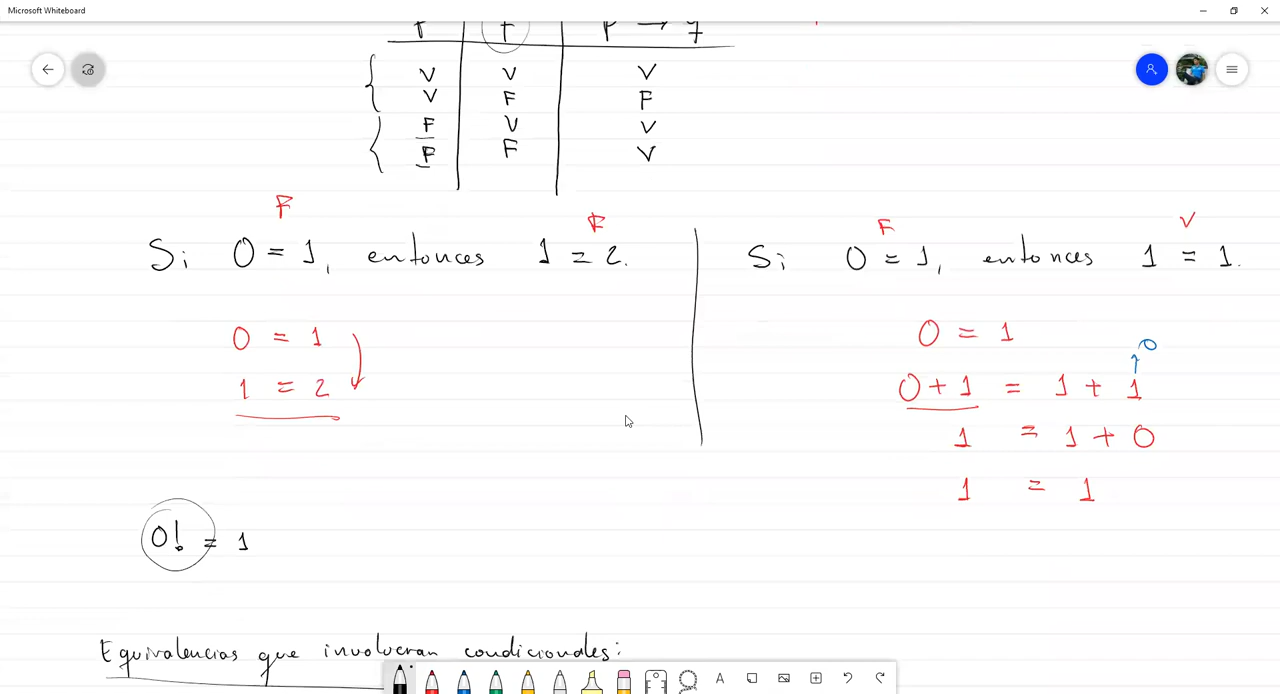 Microsoft Whiteboard
p → q
V V V
V F F
F V V
F F V
F F
Si 0 = 1, entonces 1 = 2.
0 = 1
1 = 2
F V
Si 0 = 1, entonces 1 = 1.
0 = 1
0
0 + 1 = 1 + 1
1 = 1 + 0
1 = 1
0! = 1
Equivalencias que involucran condicionales:
A